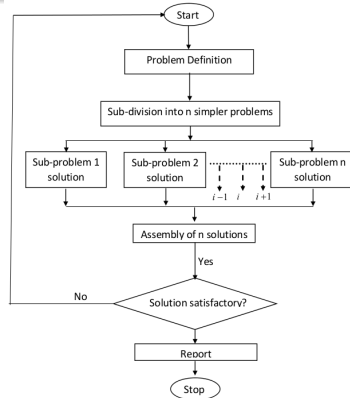 Start
Problem Definition
Sub-division into n simpler problems
Sub-problem 1
solution
Sub-problem 2
solution
Sub-problem n
solution
i−1 i i+1
Assembly of n solutions
Yes
No
Solution satisfactory?
Report
Stop